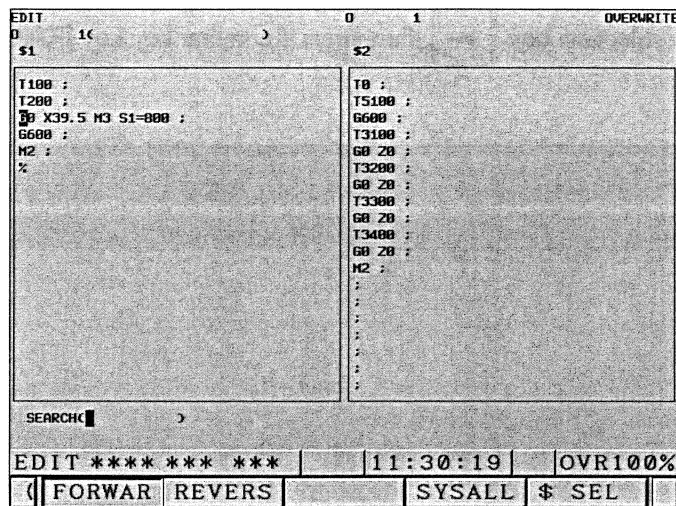 EDIT O 1 OVERWRITE
O 1( )
$1 $2
T100 ;
T200 ;
G0 X39.5 M3 S1=800 ;
G600 ;
M2 ;
%
T0 ;
T5100 ;
G600 ;
T3100 ;
G0 Z0 ;
T3200 ;
G0 Z0 ;
T3300 ;
G0 Z0 ;
T3400 ;
G0 Z0 ;
M2 ;
;
;
;
;
;
;
;
SEARCH( )
EDIT **** *** *** 11:30:19 OVR100%
( FORWAR REVERS SYSALL $ SEL